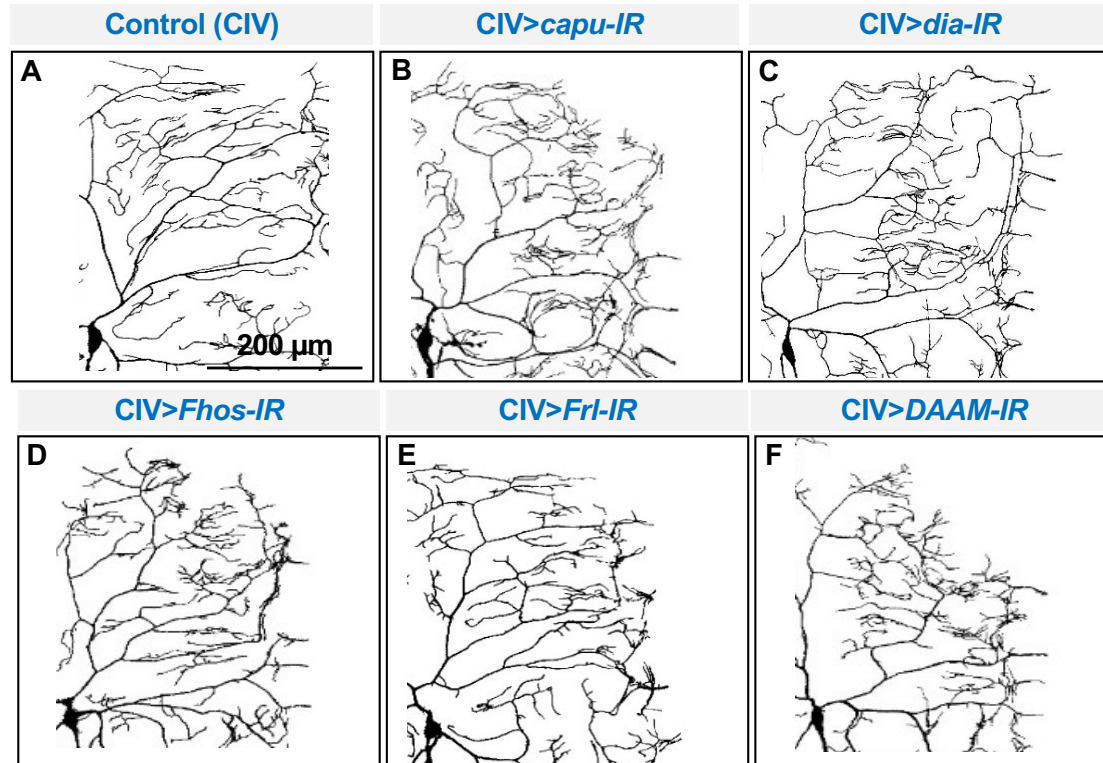 Control (CIV)
CIV>capu-IR
CIV>dia-IR
A
B
C
200 µm
CIV>Fhos-IR
CIV>Frl-IR
CIV>DAAM-IR
D
E
F